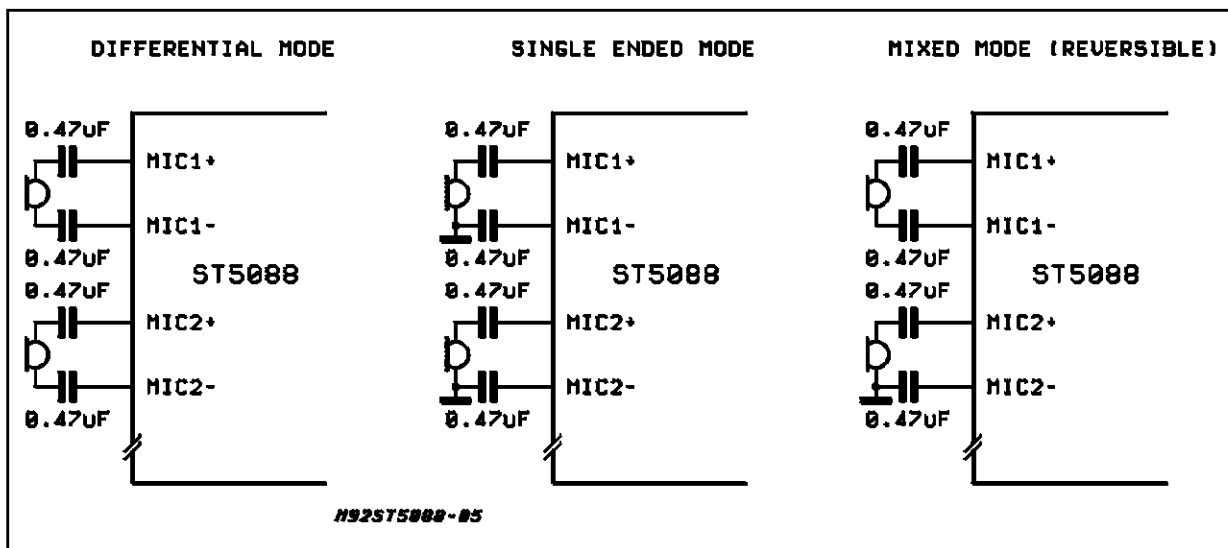 DIFFERENTIAL MODE
0.47uF
MIC1+
MIC1-
0.47uF
ST5088
0.47uF
MIC2+
MIC2-
0.47uF
SINGLE ENDED MODE
0.47uF
MIC1+
MIC1-
0.47uF
ST5088
0.47uF
MIC2+
MIC2-
0.47uF
MIXED MODE (REVERSIBLE)
0.47uF
MIC1+
MIC1-
0.47uF
ST5088
0.47uF
MIC2+
MIC2-
0.47uF
M92ST5088-05